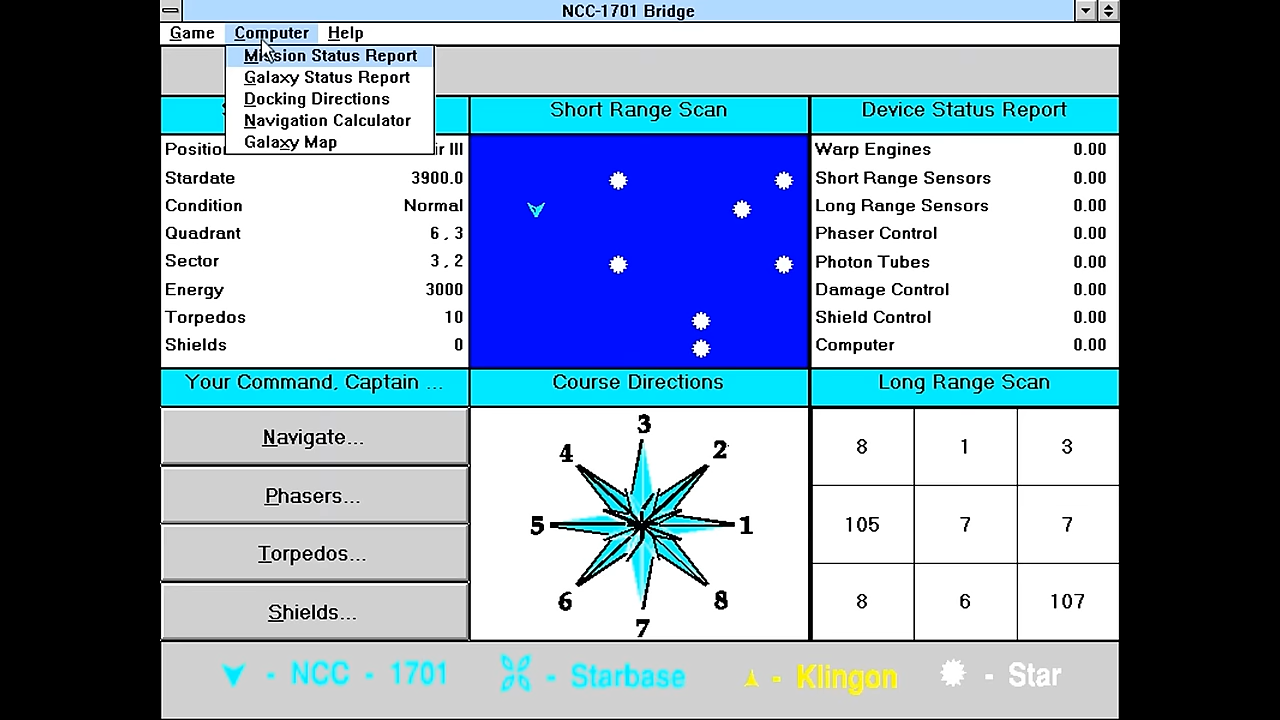 NCC-1701 Bridge
Game Computer Help
Mission Status Report
Galaxy Status Report
Docking Directions
Navigation Calculator
Galaxy Map
Short Range Scan
Device Status Report
ir III
Stardate 3900.0
Condition Normal
Quadrant 6 , 3
Sector 3 , 2
Energy 3000
Torpedos 10
Shields 0
Warp Engines 0.00
Short Range Sensors 0.00
Long Range Sensors 0.00
Phaser Control 0.00
Photon Tubes 0.00
Damage Control 0.00
Shield Control 0.00
Computer 0.00
Your Command, Captain ...
Navigate...
Phasers...
Torpedos...
Shields...
Course Directions
3
4 2
5 1
6 8
7
Long Range Scan
8 1 3
105 7 7
8 6 107
- NCC - 1701 - Starbase - Klingon - Star